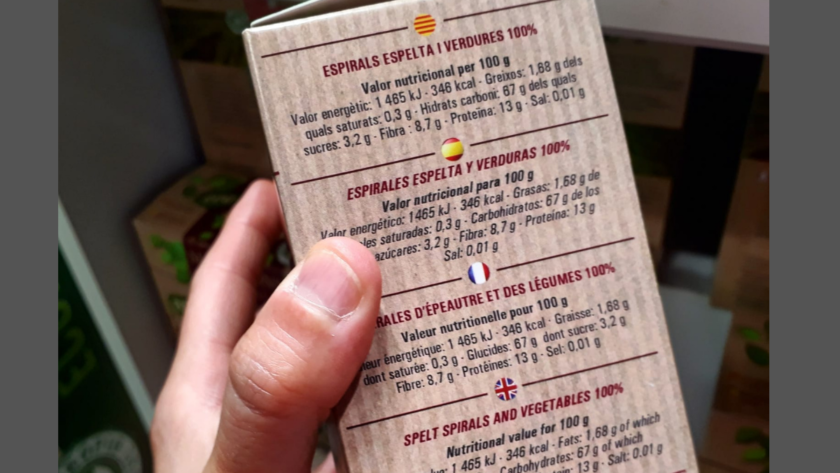 ESPIRALS ESPELTA I VERDURES 100%
Valor nutricional per 100 g
Valor energètic: 1 465 kJ - 346 kcal - Greixos: 1,68 g dels
quals saturats: 0,3 g - Hidrats carboni: 67 g dels quals
sucres: 3,2 g - Fibra : 8,7 g - Proteïna: 13 g - Sal: 0,01 g
ESPIRALES ESPELTA Y VERDURAS 100%
Valor nutricional para 100 g
Valor energético: 1465 kJ - 346 kcal - Grasas: 1,68 g de
les saturadas: 0,3 g - Carbohidratos: 67 g de los
azúcares: 3,2 g - Fibra: 8,7 g - Proteína: 13 g
Sal: 0,01 g
RALES D'ÉPEAUTRE ET DES LÉGUMES 100%
Valeur nutritionelle pour 100 g
eur énergétique: 1 465 kJ - 346 kcal - Graisse: 1,68 g
dont saturée: 0,3 g - Glucides: 67 g dont sucre: 3,2 g
Fibre: 8,7 g - Protéines: 13 g - Sel: 0,01 g
SPELT SPIRALS AND VEGETABLES 100%
Nutritional value for 100 g
1 465 kJ - 346 kcal - Fats: 1,68 g of which
Carbohydrates: 67 g of which
13 g - Salt: 0.01 g